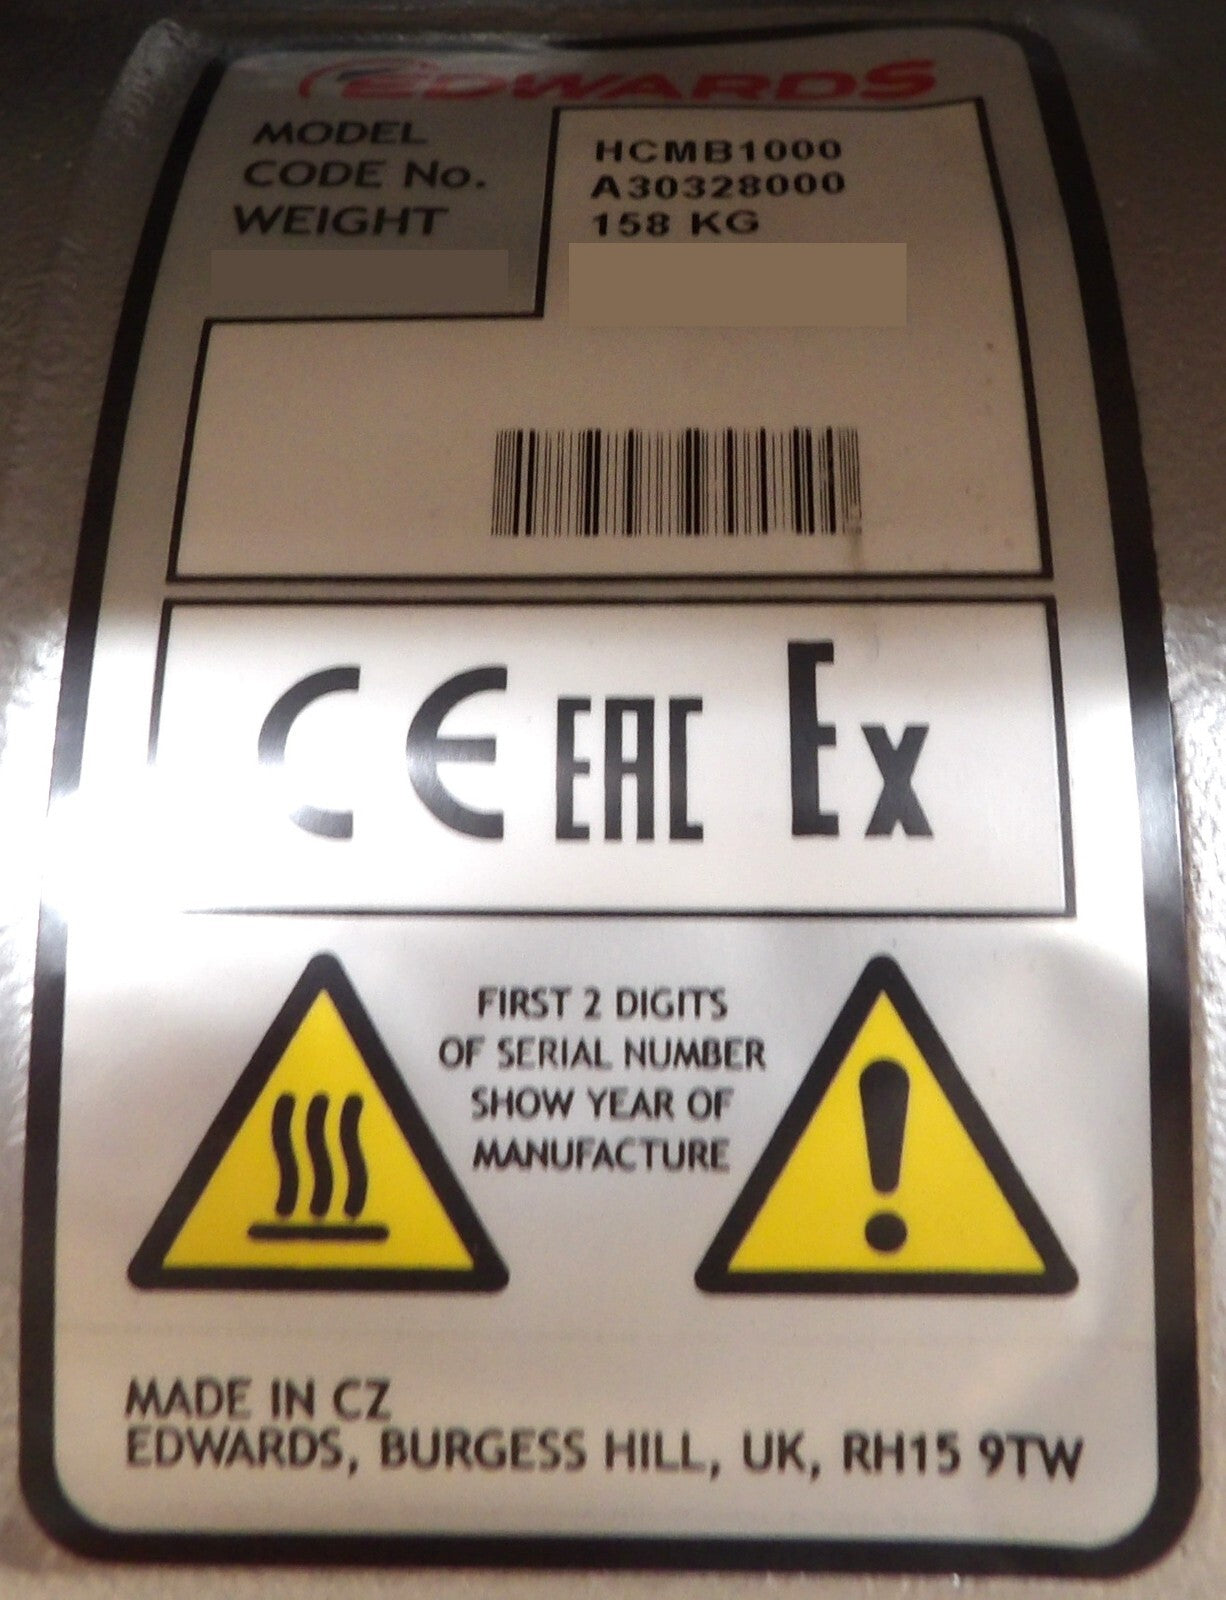 EDWARDS
MODEL HCMB1000
CODE No. A30328000
WEIGHT 158 KG
CE EAC Ex
FIRST 2 DIGITS
OF SERIAL NUMBER
SHOW YEAR OF
MANUFACTURE
MADE IN CZ
EDWARDS, BURGESS HILL, UK, RH15 9TW